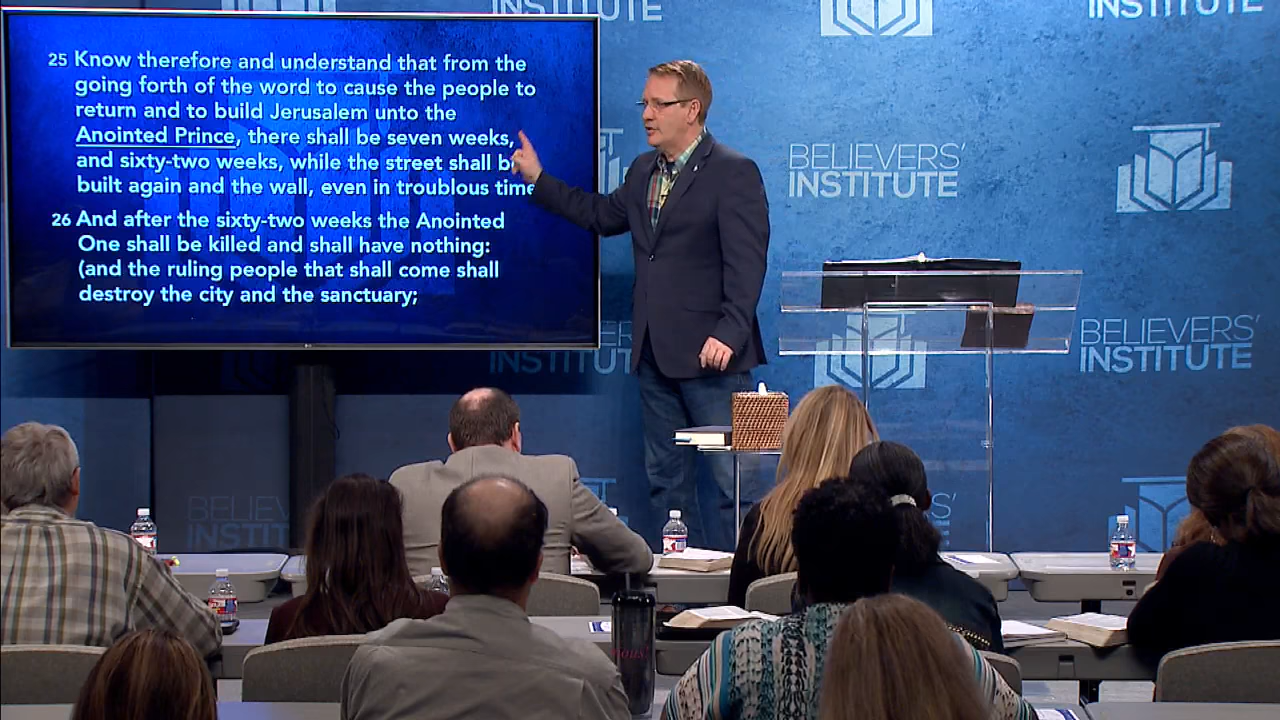 25 Know therefore and understand that from the
going forth of the word to cause the people to
return and to build Jerusalem unto the
Anointed Prince, there shall be seven weeks,
and sixty-two weeks, while the street shall be
built again and the wall, even in troublous time
26 And after the sixty-two weeks the Anointed
One shall be killed and shall have nothing:
(and the ruling people that shall come shall
destroy the city and the sanctuary;
INSTITUTE
INSTITUTE
BELIEVERS'
INSTITUTE
BELIEVERS'
INSTITUTE
INSTITUTE
BELIEVERS'